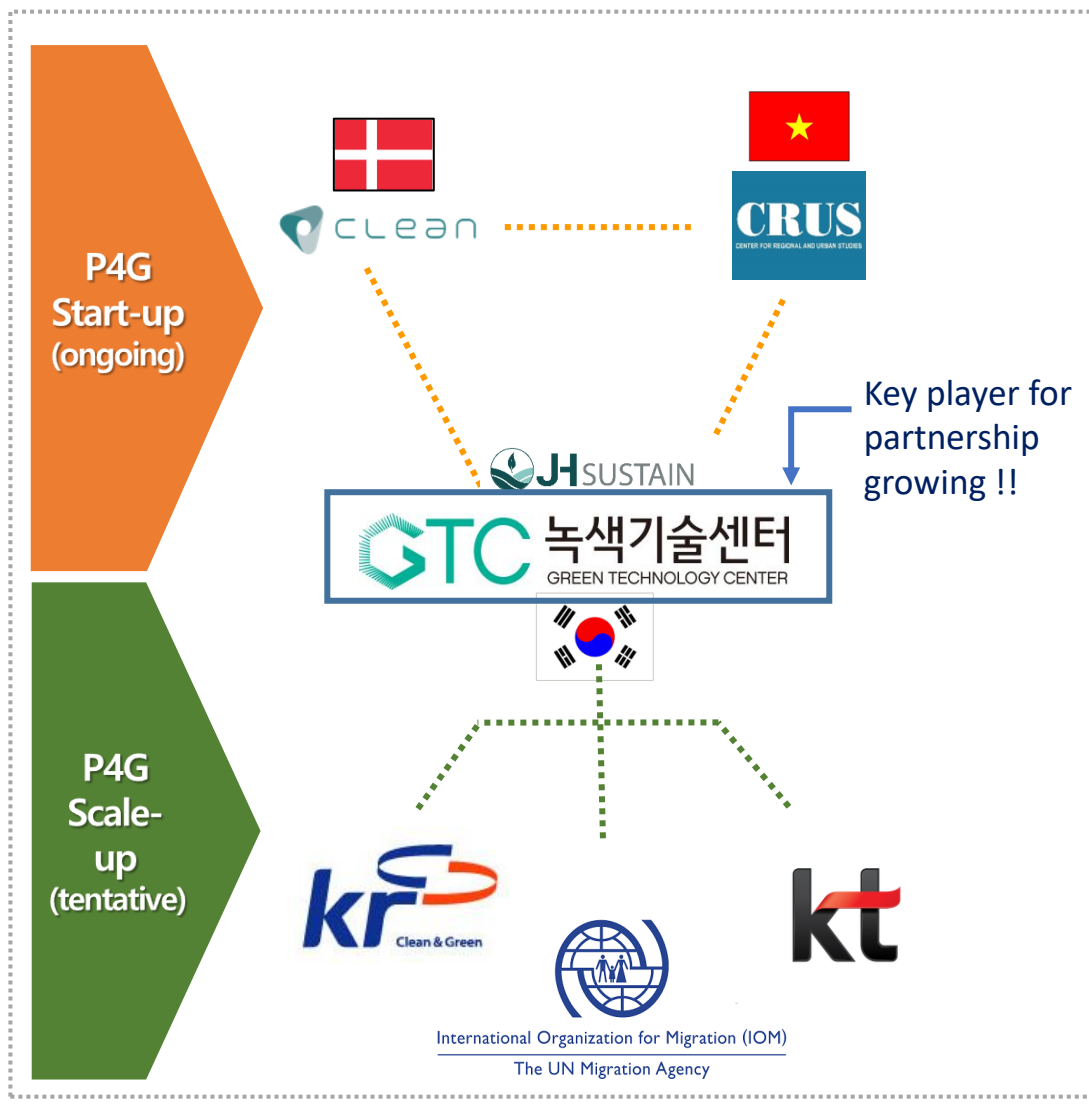 P4G
Start-up
(ongoing)
CLEAN
CRUS
CENTER FOR REGIONAL AND URBAN STUDIES
Key player for
partnership
growing !!
JH SUSTAIN
GTC 녹색기술센터
GREEN TECHNOLOGY CENTER
P4G
Scale-
up
(tentative)
kr
Clean & Green
kt
International Organization for Migration (IOM)
The UN Migration Agency